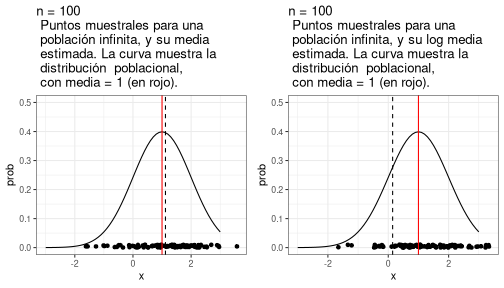 n = 100
Puntos muestrales para una
población infinita, y su media
estimada. La curva muestra la
distribución  poblacional,
con media = 1 (en rojo).
0.5
0.4
0.3
0.2
0.1
0.0
prob
-2
0
2
x
n = 100
Puntos muestrales para una
población infinita, y su log media
estimada. La curva muestra la
distribución  poblacional,
con media = 1 (en rojo).
0.5
0.4
0.3
0.2
0.1
0.0
prob
-2
0
2
x